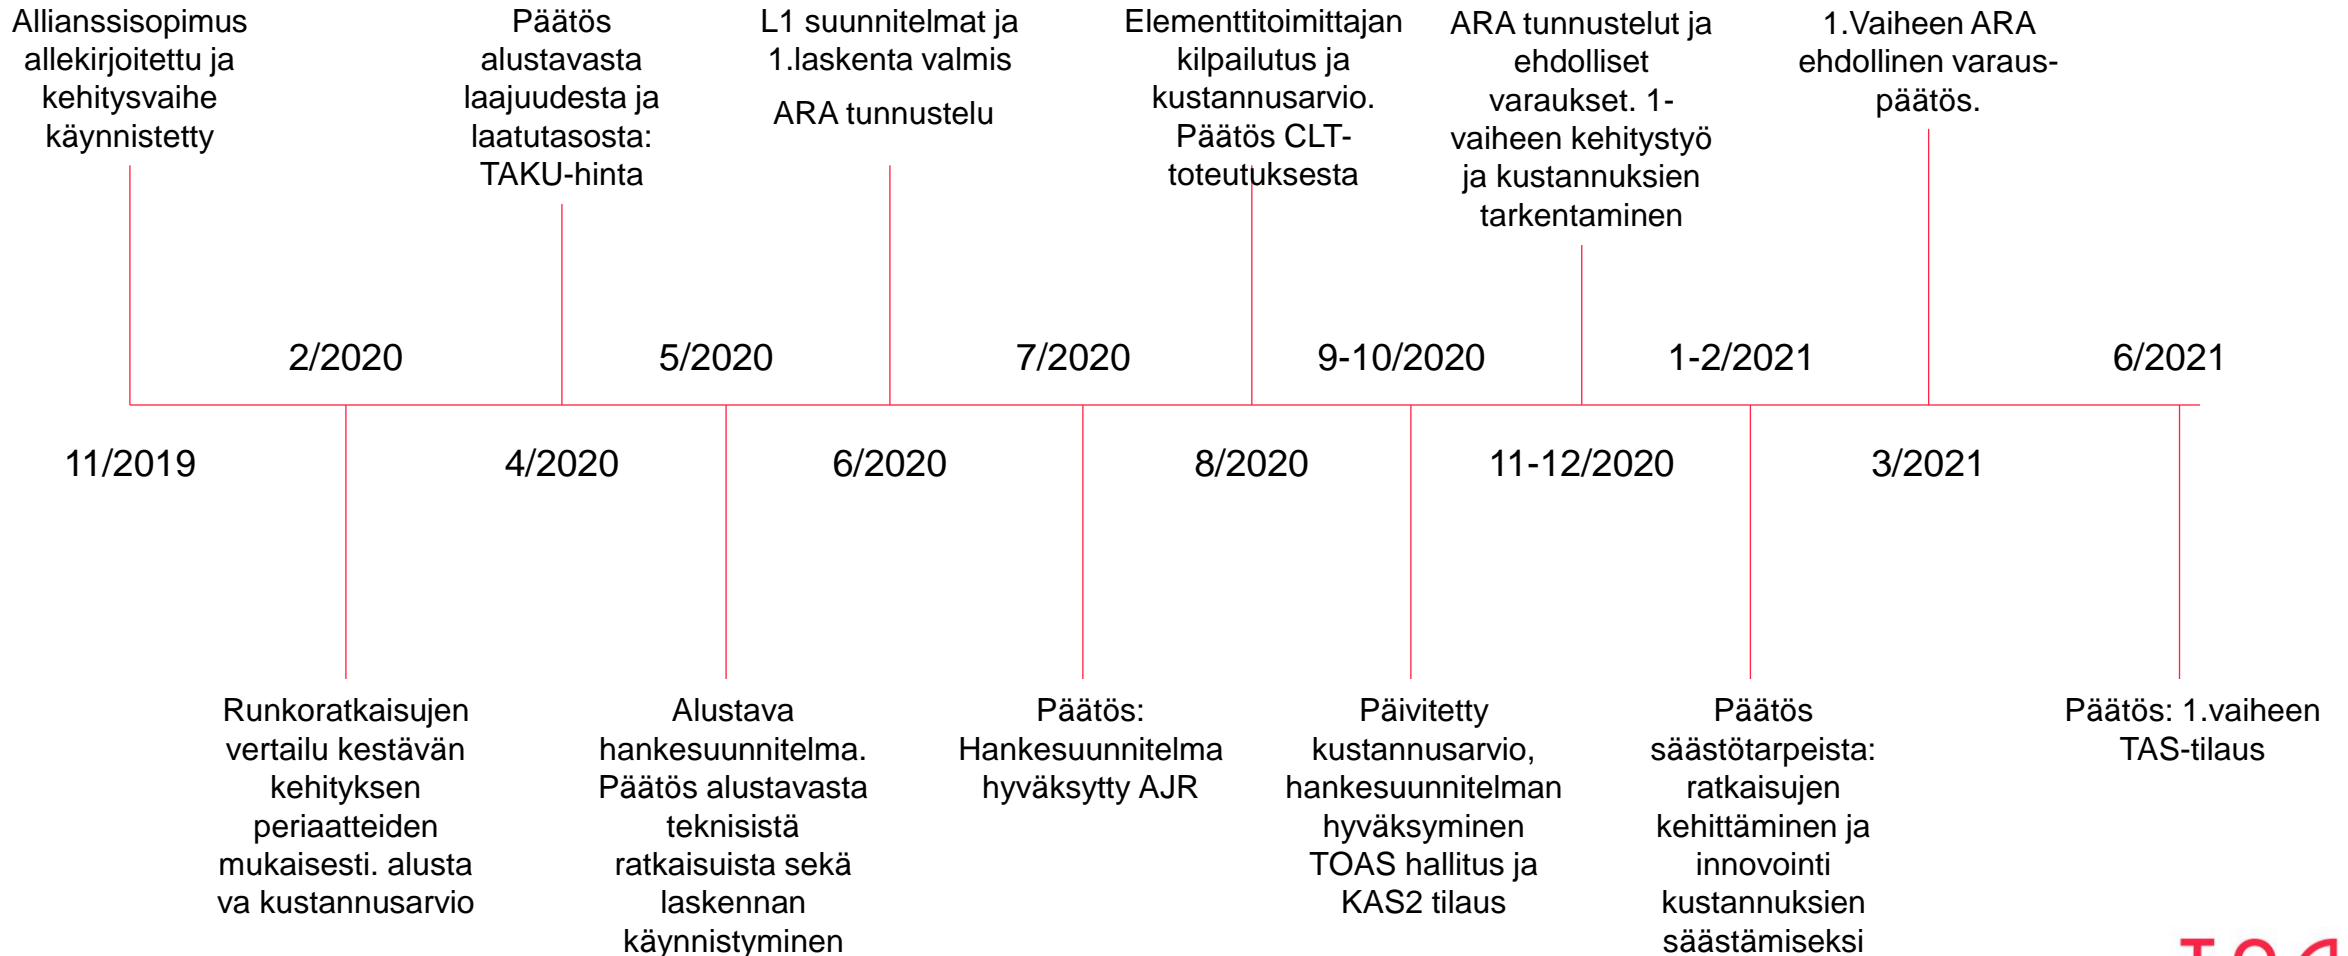 Allianssisopimus
allekirjoitettu ja
kehitysvaihe
käynnistetty
Päätös
alustavasta
laajuudesta ja
laatutasosta:
TAKU-hinta
L1 suunnitelmat ja
1.laskenta valmis
ARA tunnustelu
Elementtitoimittajan
kilpailutus ja
kustannusarvio.
Päätös CLT-
toteutuksesta
ARA tunnustelut ja
ehdolliset
varaukset. 1-
vaiheen kehitystyö
ja kustannuksien
tarkentaminen
1.Vaiheen ARA
ehdollinen varaus-
päätös.
2/2020
5/2020
7/2020
9-10/2020
1-2/2021
6/2021
11/2019
4/2020
6/2020
8/2020
11-12/2020
3/2021
Runkoratkaisujen
vertailu kestävän
kehityksen
periaatteiden
mukaisesti. alusta
va kustannusarvio
Alustava
hankesuunnitelma.
Päätös alustavasta
teknisistä
ratkaisuista sekä
laskennan
käynnistyminen
Päätös:
Hankesuunnitelma
hyväksytty AJR
Päivitetty
kustannusarvio,
hankesuunnitelman
hyväksyminen
TOAS hallitus ja
KAS2 tilaus
Päätös
säästötarpeista:
ratkaisujen
kehittäminen ja
innovointi
kustannuksien
säästämiseksi
Päätös: 1.vaiheen
TAS-tilaus